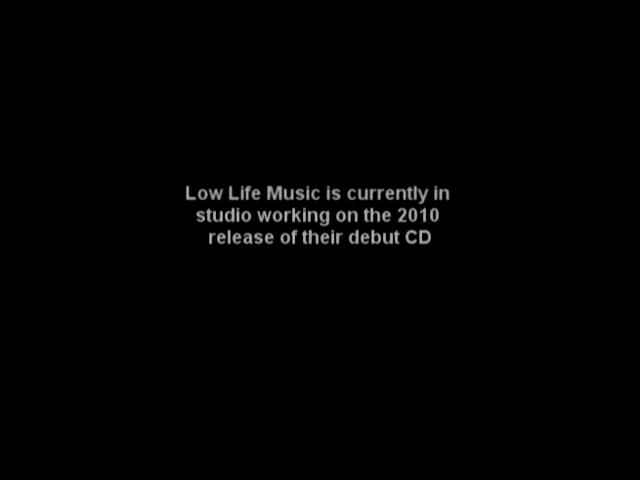 Low Life Music is currently in
studio working on the 2010
release of their debut CD